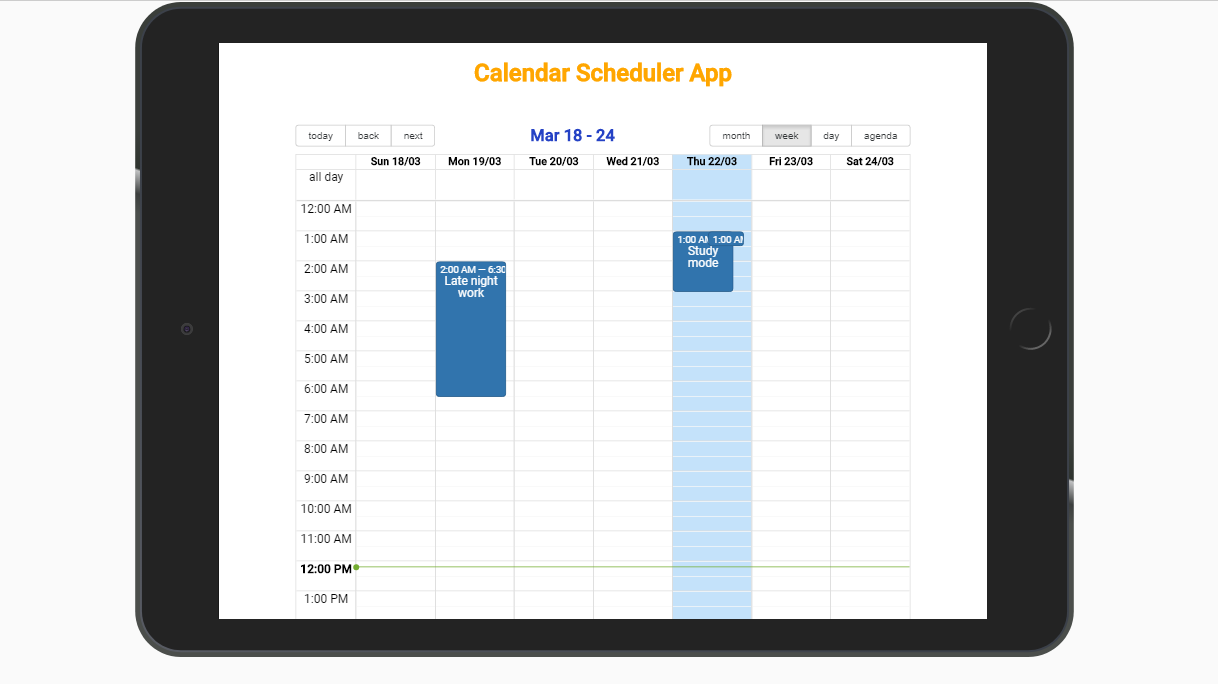 Calendar Scheduler App
today back next Mar 18 - 24 month week day agenda
Sun 18/03 Mon 19/03 Tue 20/03 Wed 21/03 Thu 22/03 Fri 23/03 Sat 24/03
all day
12:00 AM
1:00 AM
1:00 AM 1:00 AM
Study
mode
2:00 AM
2:00 AM — 6:30
Late night
work
3:00 AM
4:00 AM
5:00 AM
6:00 AM
7:00 AM
8:00 AM
9:00 AM
10:00 AM
11:00 AM
12:00 PM
1:00 PM